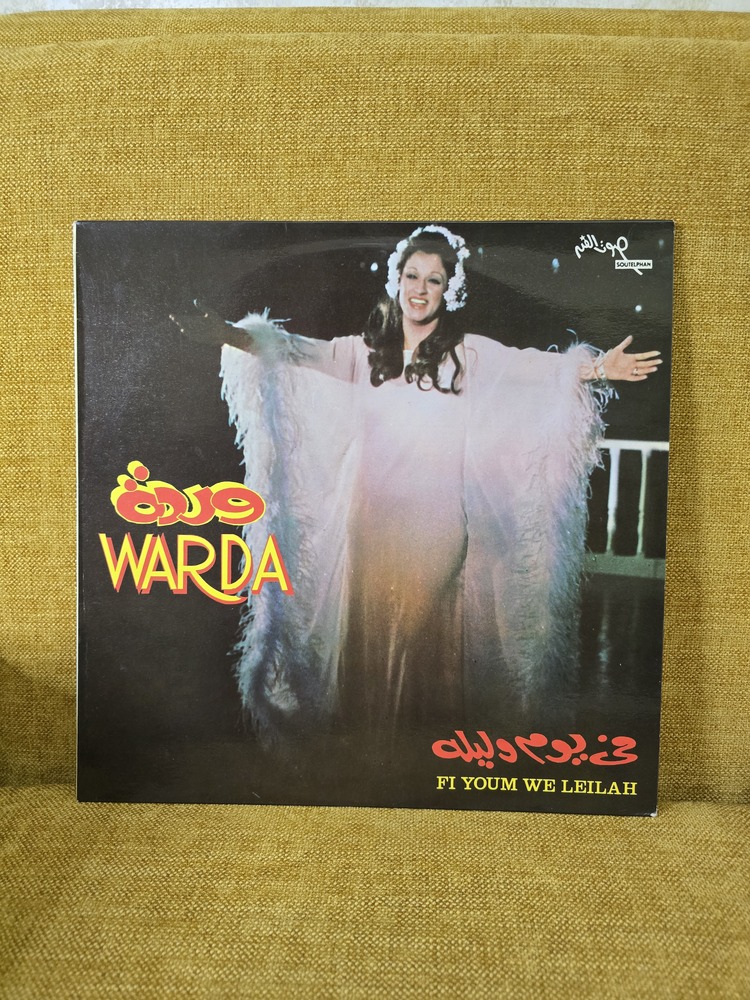 صوت الفن
SOUTELPHAN
وردة
WARDA
في يوم وليله
FI YOUM WE LEILAH